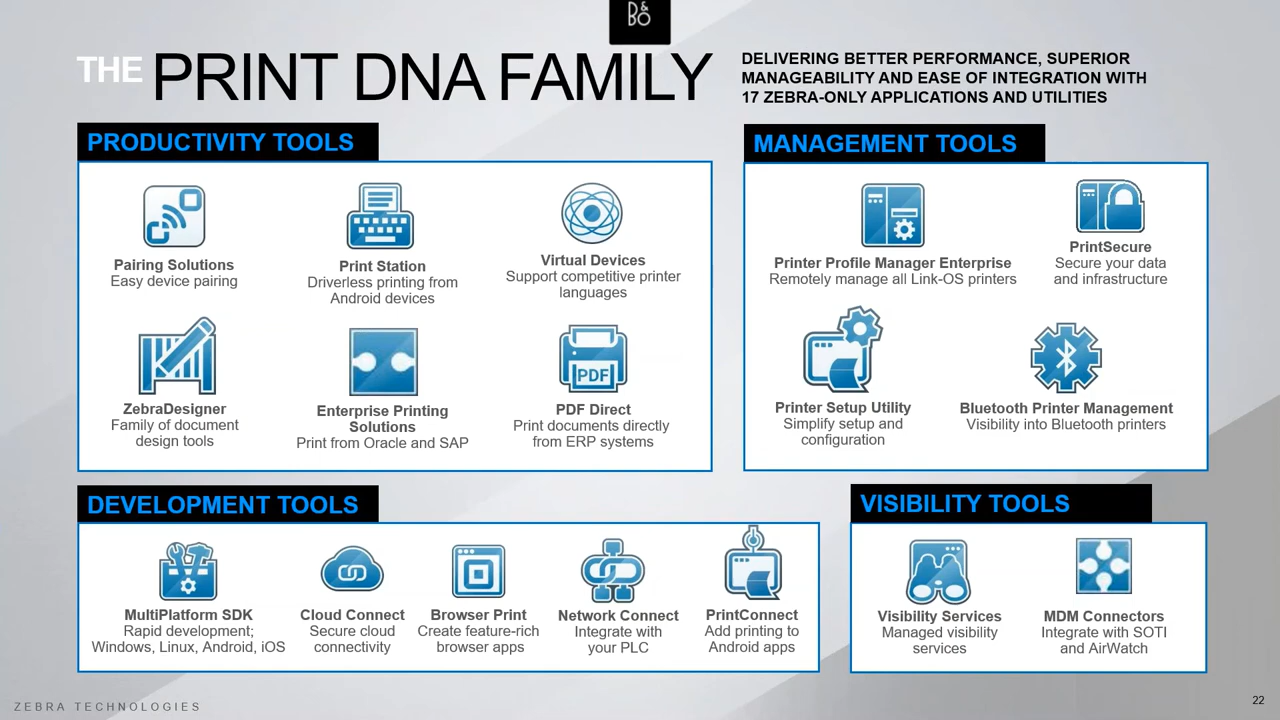 D&
BO
THE PRINT DNA FAMILY
DELIVERING BETTER PERFORMANCE, SUPERIOR
MANAGEABILITY AND EASE OF INTEGRATION WITH
17 ZEBRA-ONLY APPLICATIONS AND UTILITIES
PRODUCTIVITY TOOLS
Pairing Solutions
Easy device pairing
Print Station
Driverless printing from
Android devices
Virtual Devices
Support competitive printer
languages
ZebraDesigner
Family of document
design tools
Enterprise Printing
Solutions
Print from Oracle and SAP
PDF
PDF Direct
Print documents directly
from ERP systems
MANAGEMENT TOOLS
Printer Profile Manager Enterprise
Remotely manage all Link-OS printers
PrintSecure
Secure your data
and infrastructure
Printer Setup Utility
Simplify setup and
configuration
Bluetooth Printer Management
Visibility into Bluetooth printers
DEVELOPMENT TOOLS
MultiPlatform SDK
Rapid development;
Windows, Linux, Android, iOS
Cloud Connect
Secure cloud
connectivity
Browser Print
Create feature-rich
browser apps
Network Connect
Integrate with
your PLC
PrintConnect
Add printing to
Android apps
VISIBILITY TOOLS
Visibility Services
Managed visibility
services
MDM Connectors
Integrate with SOTI
and AirWatch
ZEBRA TECHNOLOGIES
22